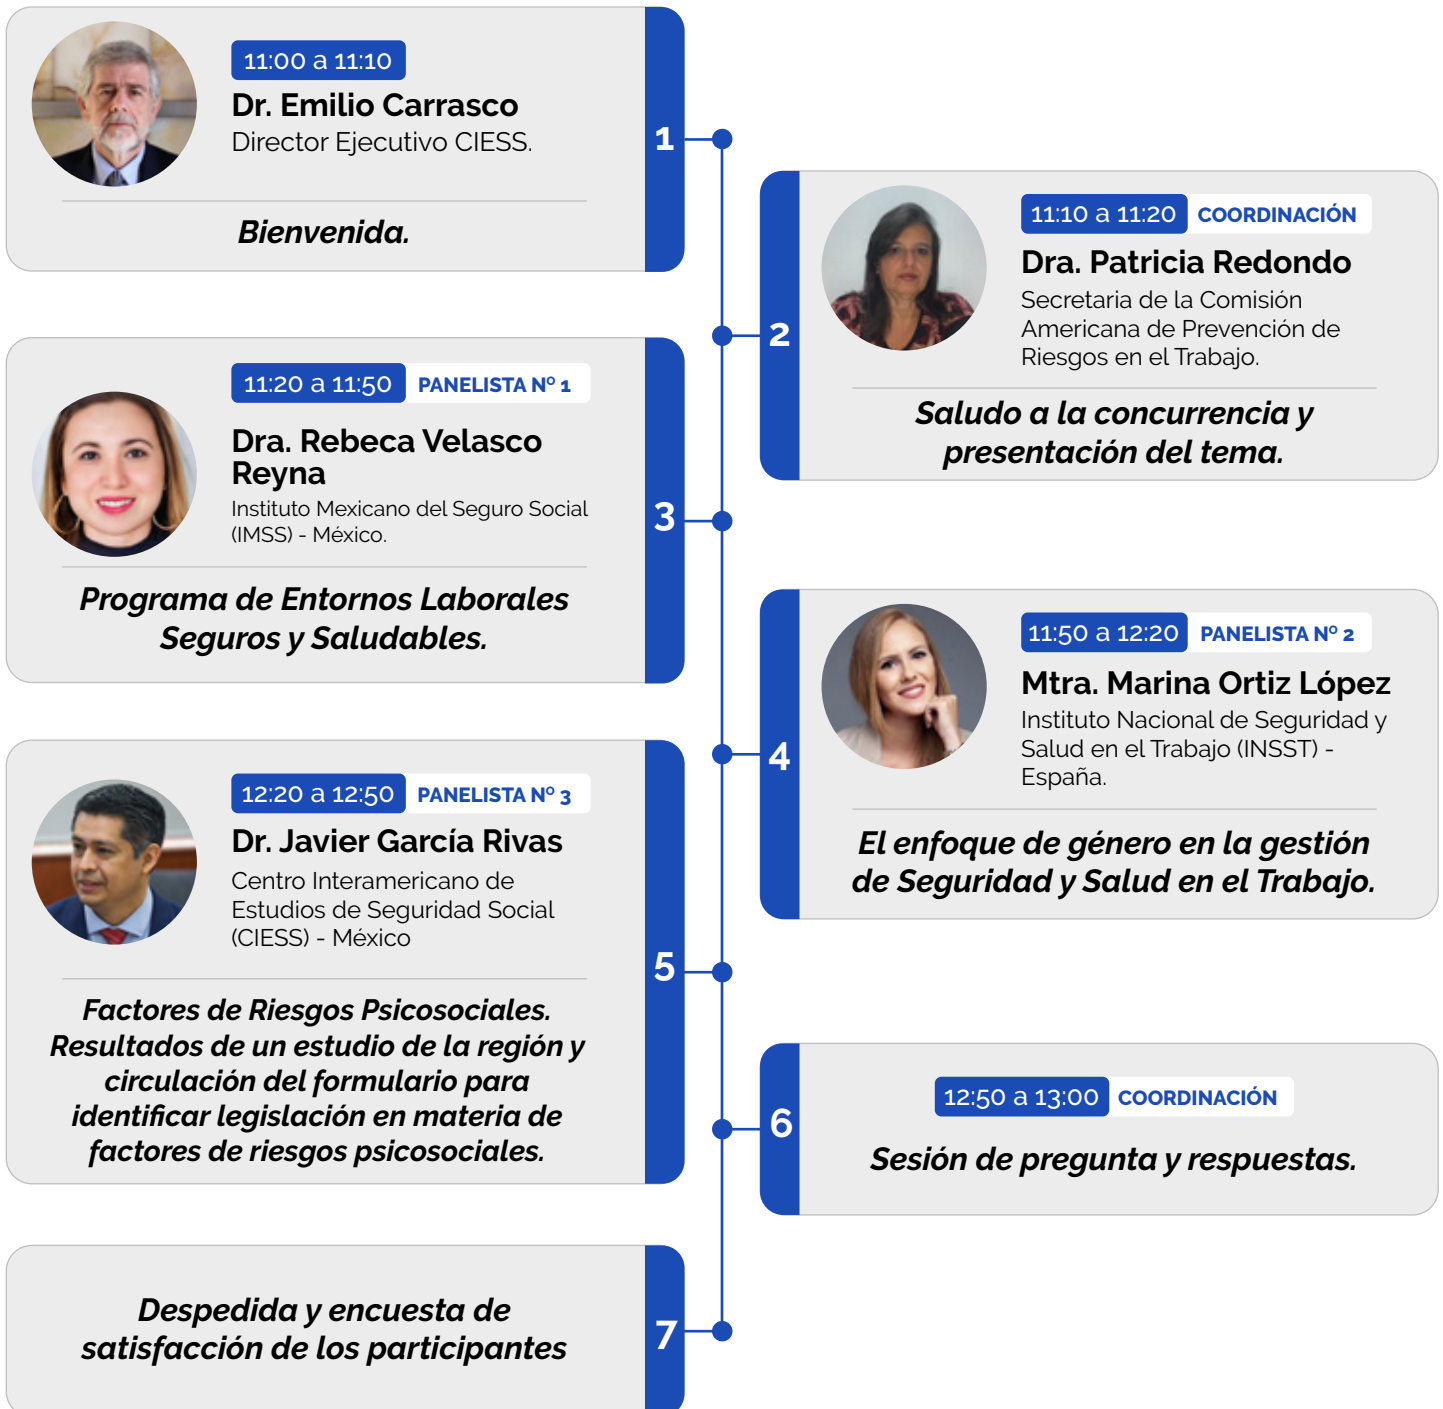 11:00 a 11:10
Dr. Emilio Carrasco
Director Ejecutivo CIESS.
Bienvenida.
1
11:10 a 11:20 COORDINACIÓN
Dra. Patricia Redondo
Secretaria de la Comisión
Americana de Prevención de
Riesgos en el Trabajo.
Saludo a la concurrencia y
presentación del tema.
2
11:20 a 11:50 PANELISTA Nº 1
Dra. Rebeca Velasco
Reyna
Instituto Mexicano del Seguro Social
(IMSS) - México.
Programa de Entornos Laborales
Seguros y Saludables.
3
11:50 a 12:20 PANELISTA Nº 2
Mtra. Marina Ortiz López
Instituto Nacional de Seguridad y
Salud en el Trabajo (INSST) -
España.
El enfoque de género en la gestión
de Seguridad y Salud en el Trabajo.
4
12:20 a 12:50 PANELISTA Nº 3
Dr. Javier García Rivas
Centro Interamericano de
Estudios de Seguridad Social
(CIESS) - México
Factores de Riesgos Psicosociales.
Resultados de un estudio de la región y
circulación del formulario para
identificar legislación en materia de
factores de riesgos psicosociales.
5
12:50 a 13:00 COORDINACIÓN
Sesión de pregunta y respuestas.
6
Despedida y encuesta de
satisfacción de los participantes
7